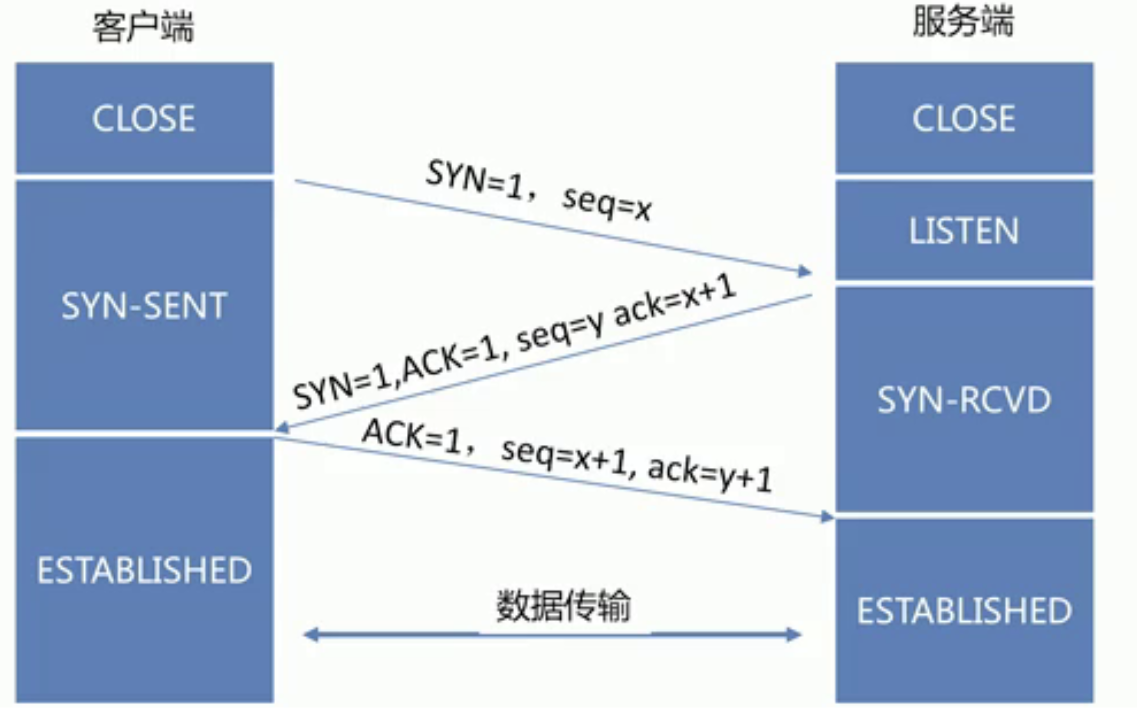 客户端
服务端
CLOSE
CLOSE
SYN=1，seq=x
LISTEN
SYN-SENT
SYN=1,ACK=1, seq=y ack=x+1
SYN-RCVD
ACK=1，seq=x+1, ack=y+1
ESTABLISHED
数据传输
ESTABLISHED